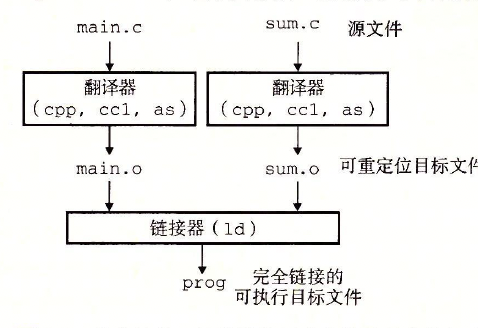 main.c sum.c 源文件
翻译器 翻译器
(cpp, cc1, as) (cpp, cc1, as)
main.o sum.o 可重定位目标文件
链接器(ld)
prog 完全链接的
可执行目标文件